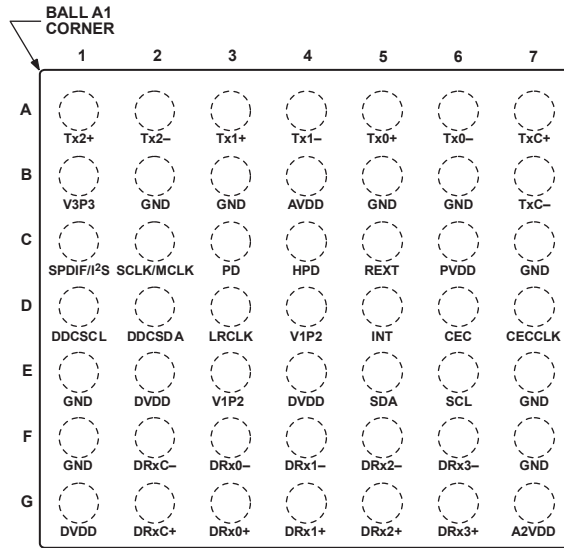 BALL A1
CORNER
1 2 3 4 5 6 7
A
Tx2+ Tx2– Tx1+ Tx1– Tx0+ Tx0– TxC+
B
V3P3 GND GND AVDD GND GND TxC–
C
SPDIF/I²S SCLK/MCLK PD HPD REXT PVDD GND
D
DDCSCL DDCSDA LRCLK V1P2 INT CEC CECCLK
E
GND DVDD V1P2 DVDD SDA SCL GND
F
GND DRxC– DRx0– DRx1– DRx2– DRx3– GND
G
DVDD DRxC+ DRx0+ DRx1+ DRx2+ DRx3+ A2VDD